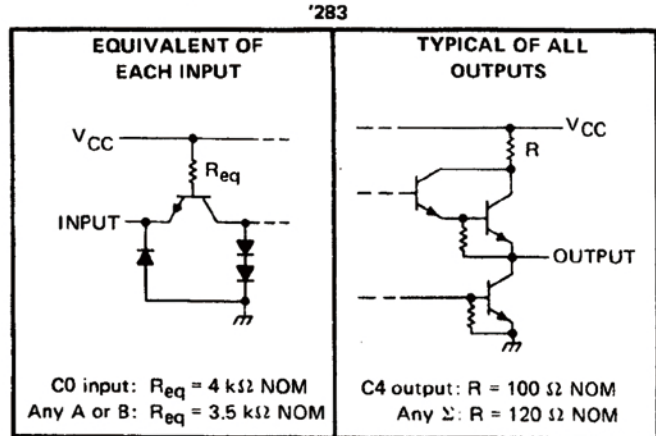 '283
EQUIVALENT OF
EACH INPUT
VCC
Req
INPUT
C0 input: Req = 4 kΩ NOM
Any A or B: Req = 3.5 kΩ NOM
TYPICAL OF ALL
OUTPUTS
VCC
R
OUTPUT
C4 output: R = 100 Ω NOM
Any Σ: R = 120 Ω NOM